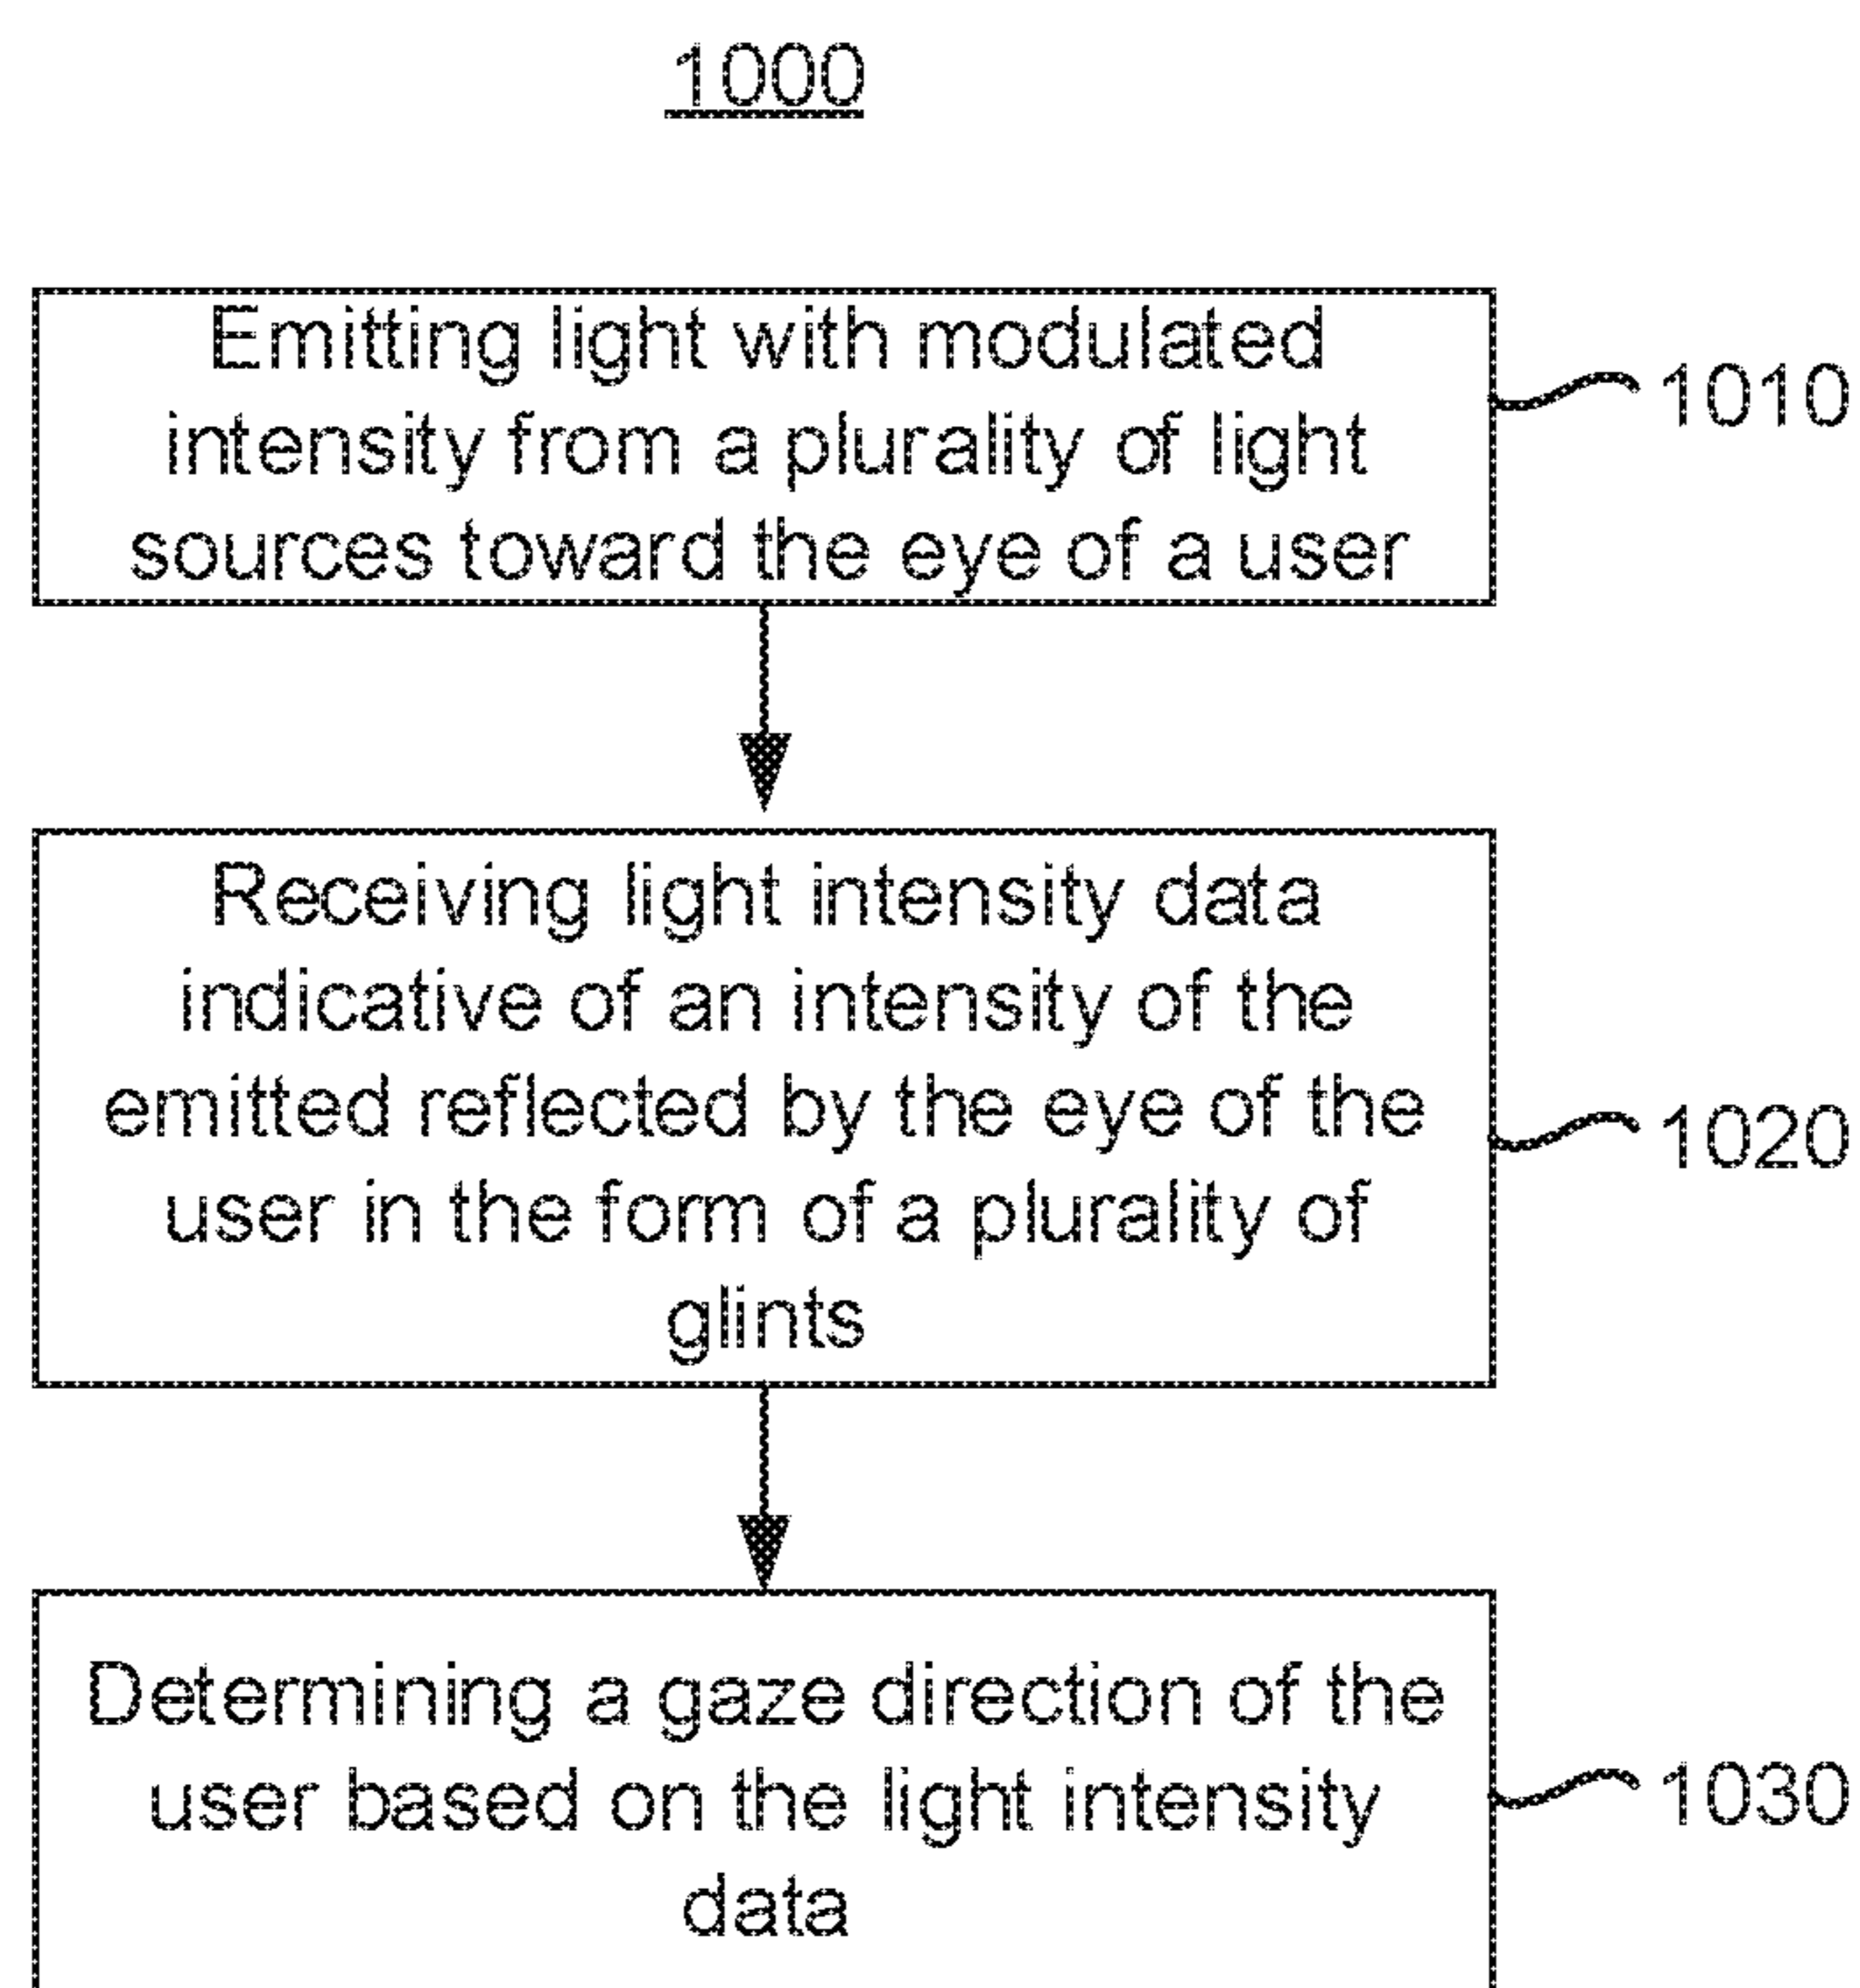 1000
Emitting light with modulated
intensity from a plurality of light
sources toward the eye of a user
1010
Receiving light intensity data
indicative of an intensity of the
emitted reflected by the eye of the
user in the form of a plurality of
glints
1020
Determining a gaze direction of the
user based on the light intensity
data
1030